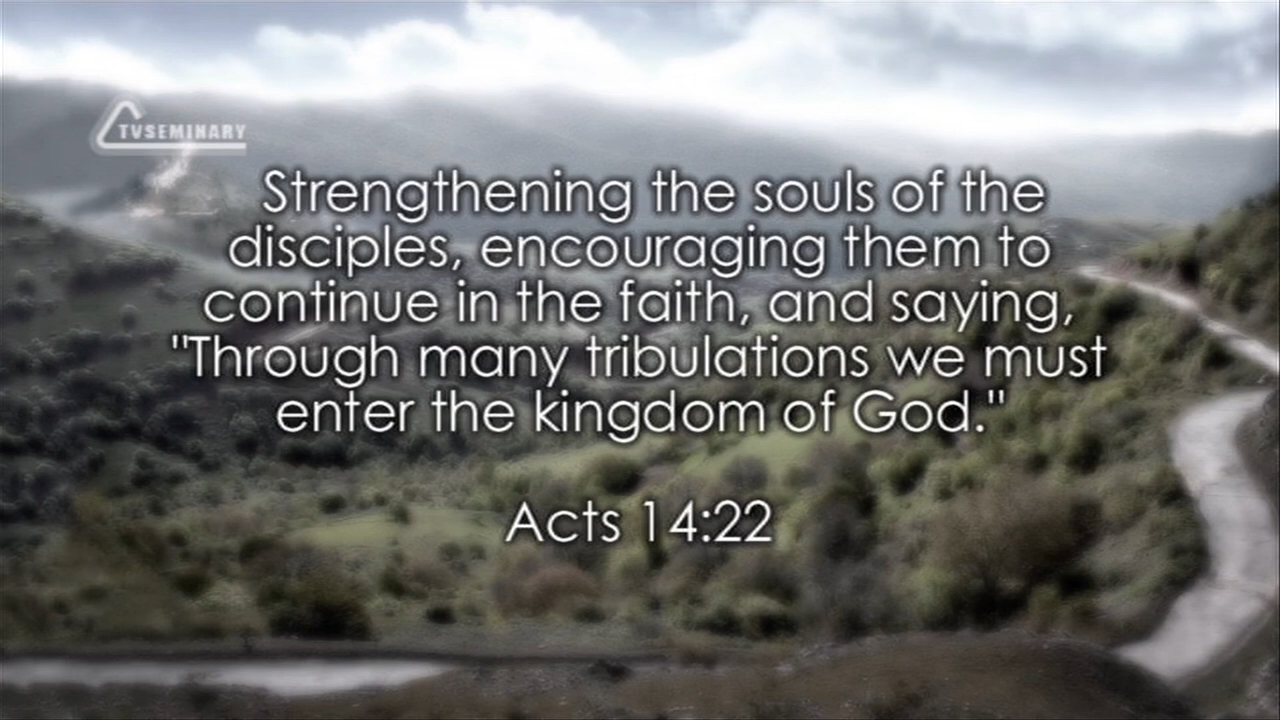 TVSEMINARY
Strengthening the souls of the
disciples, encouraging them to
continue in the faith, and saying,
"Through many tribulations we must
enter the kingdom of God."
Acts 14:22